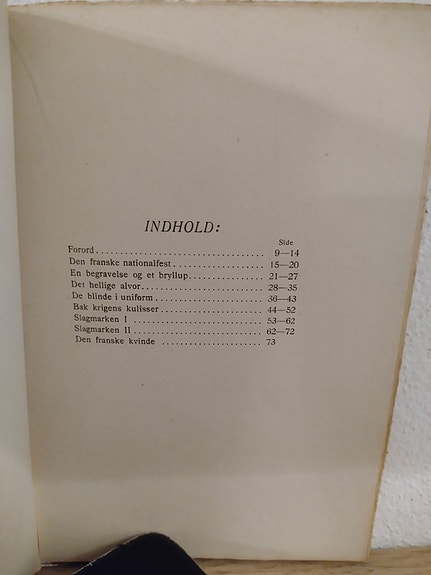 INDHOLD:
Side
Forord . . . . . . . . . . . . . . . . . . . . . . . . . . . . . . 9—14
Den franske nationalfest . . . . . . . . . . . . . . . . 15—20
En begravelse og et bryllup . . . . . . . . . . . . . . 21—27
Det hellige alvor . . . . . . . . . . . . . . . . . . . . . . 28—35
De blinde i uniform . . . . . . . . . . . . . . . . . . . . 36—43
Bak krigens kulisser . . . . . . . . . . . . . . . . . . . 44—52
Slagmarken I . . . . . . . . . . . . . . . . . . . . . . . . 53—62
Slagmarken II . . . . . . . . . . . . . . . . . . . . . . . . 62—72
Den franske kvinde . . . . . . . . . . . . . . . . . . . 73